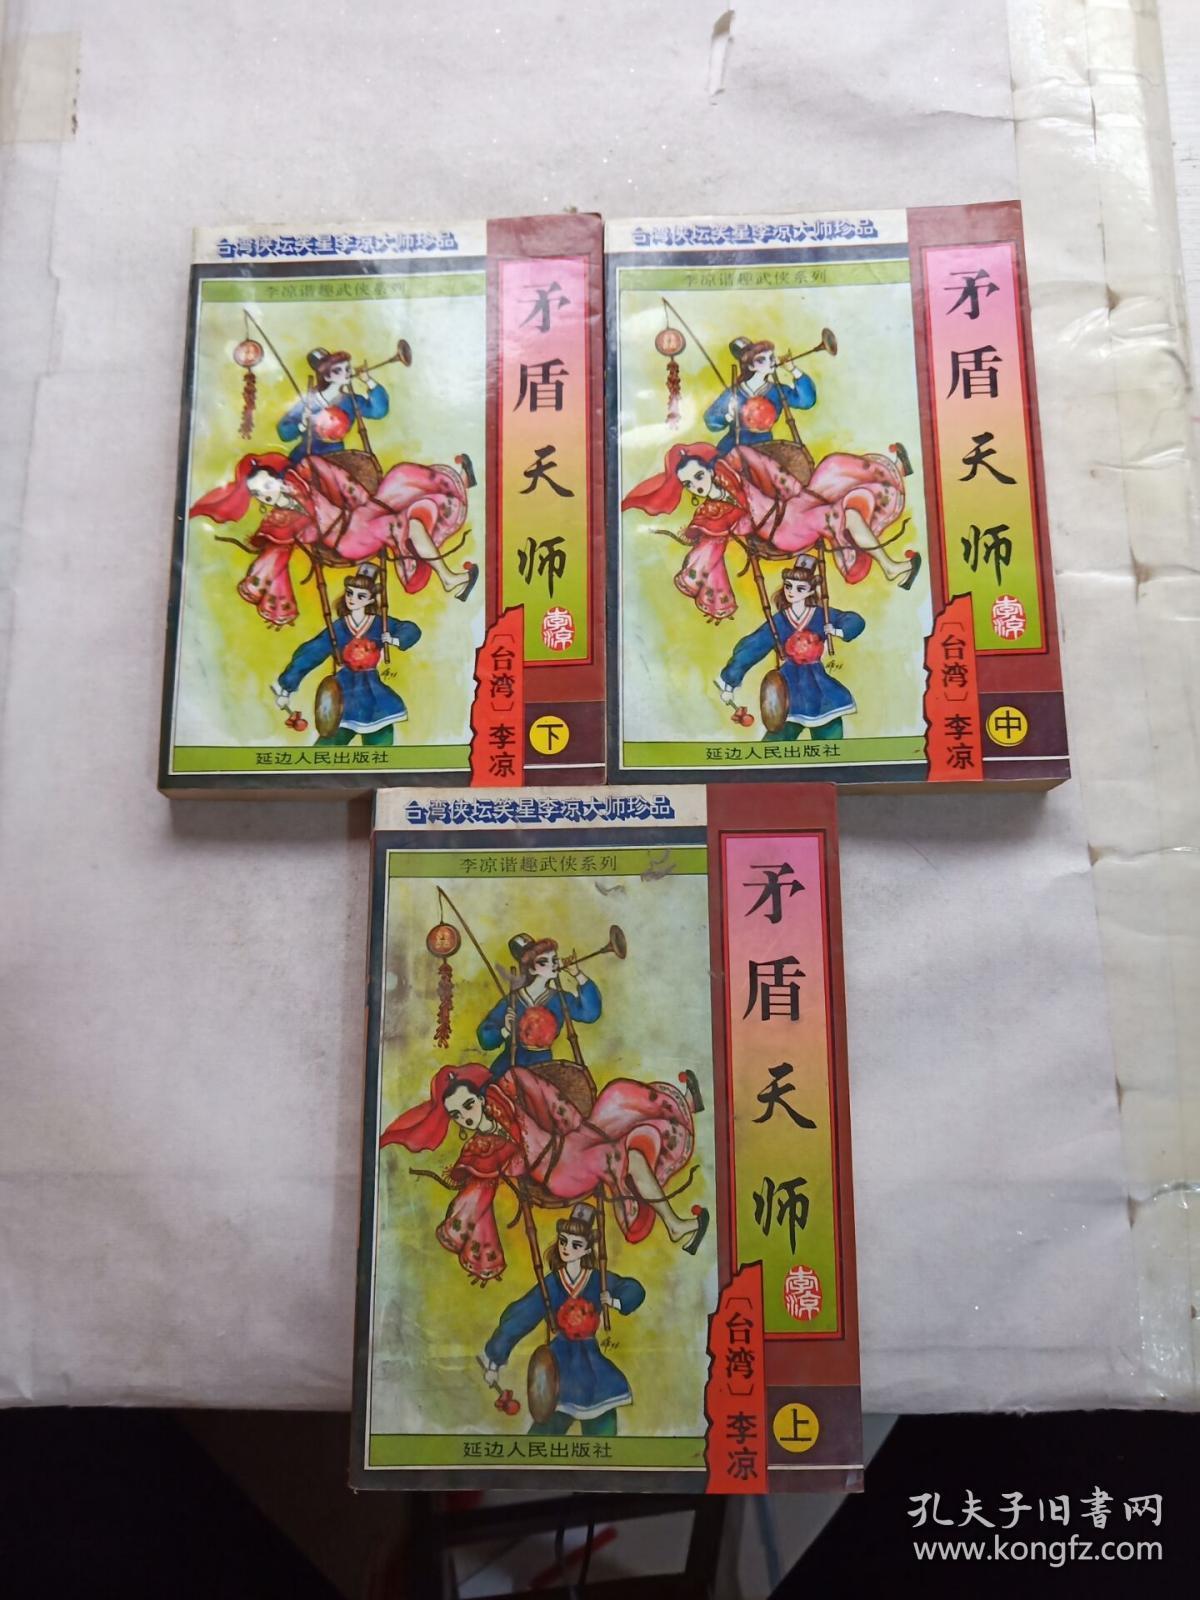 台湾侠坛笑星李凉大师珍品
李凉谐趣武侠系列
矛盾天师
李凉
〔台湾〕李凉
下
延边人民出版社
台湾侠坛笑星李凉大师珍品
李凉谐趣武侠系列
矛盾天师
李凉
〔台湾〕李凉
中
延边人民出版社
台湾侠坛笑星李凉大师珍品
李凉谐趣武侠系列
矛盾天师
李凉
〔台湾〕李凉
上
延边人民出版社
孔夫子旧書网
www.kongfz.com